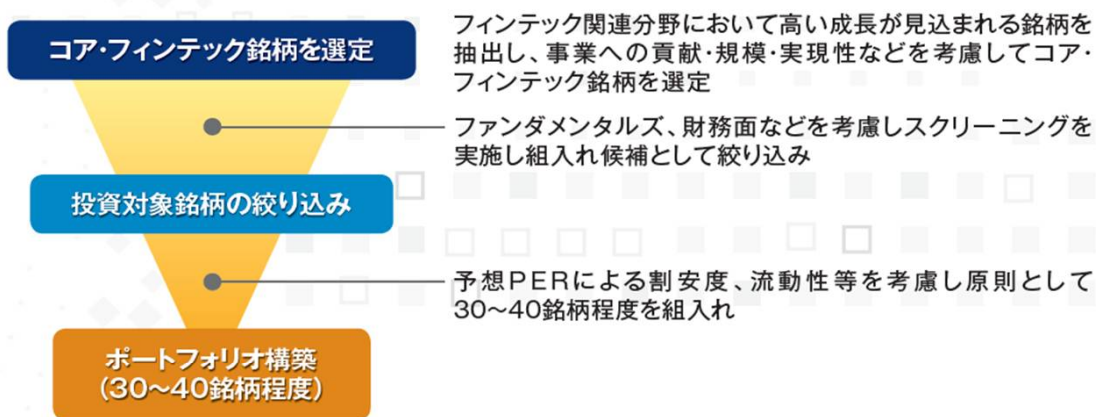 コア・フィンテック銘柄を選定
フィンテック関連分野において高い成長が見込まれる銘柄を
抽出し、事業への貢献・規模・実現性などを考慮してコア・
フィンテック銘柄を選定
ファンダメンタルズ、財務面などを考慮しスクリーニングを
実施し組入れ候補として絞り込み
投資対象銘柄の絞り込み
予想PERによる割安度、流動性等を考慮し原則として
30～40銘柄程度を組入れ
ポートフォリオ構築
(30～40銘柄程度)